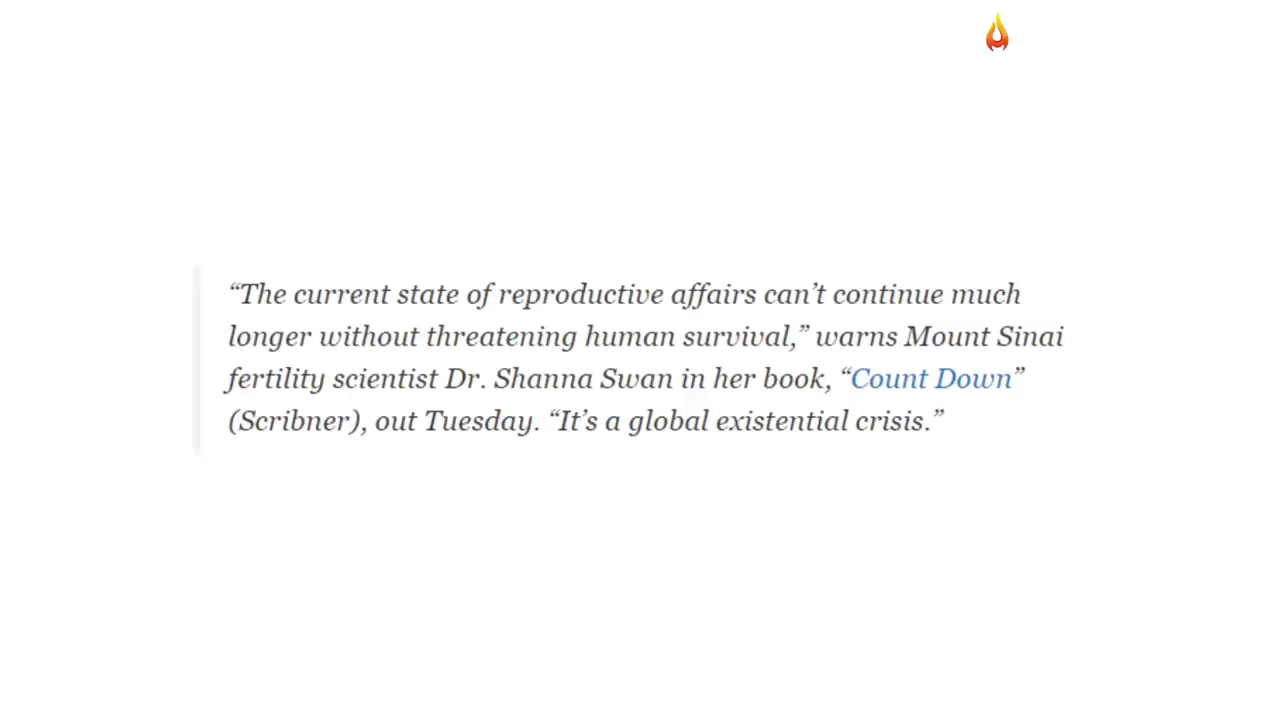 “The current state of reproductive affairs can’t continue much
longer without threatening human survival,” warns Mount Sinai
fertility scientist Dr. Shanna Swan in her book, “Count Down”
(Scribner), out Tuesday. “It’s a global existential crisis.”